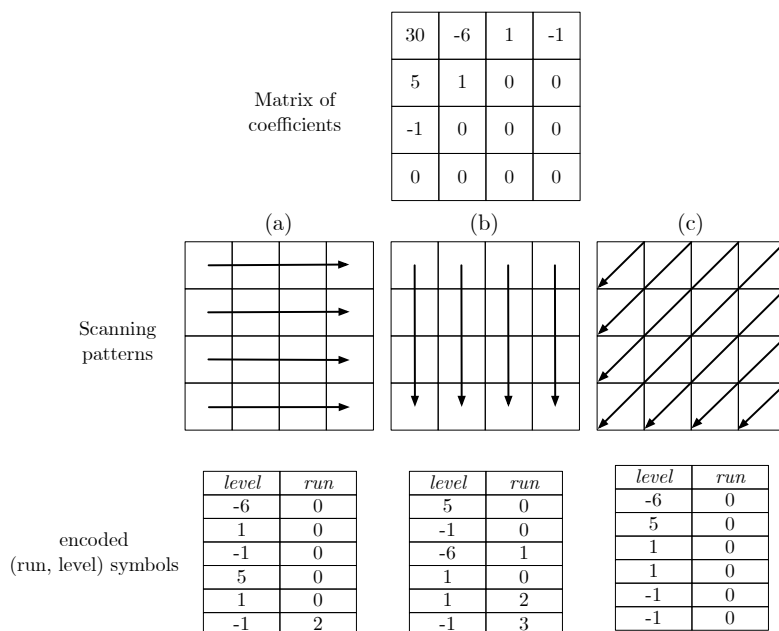 30 -6 1 -1
5 1 0 0
Matrix of
coefficients
-1 0 0 0
0 0 0 0
(a) (b) (c)
Scanning
patterns
level run level run level run
-6 0 5 0 -6 0
1 0 -1 0 5 0
-1 0 -6 1 1 0
5 0 1 0 1 0
1 0 1 2 -1 0
-1 2 -1 3 -1 0
encoded
(run, level) symbols